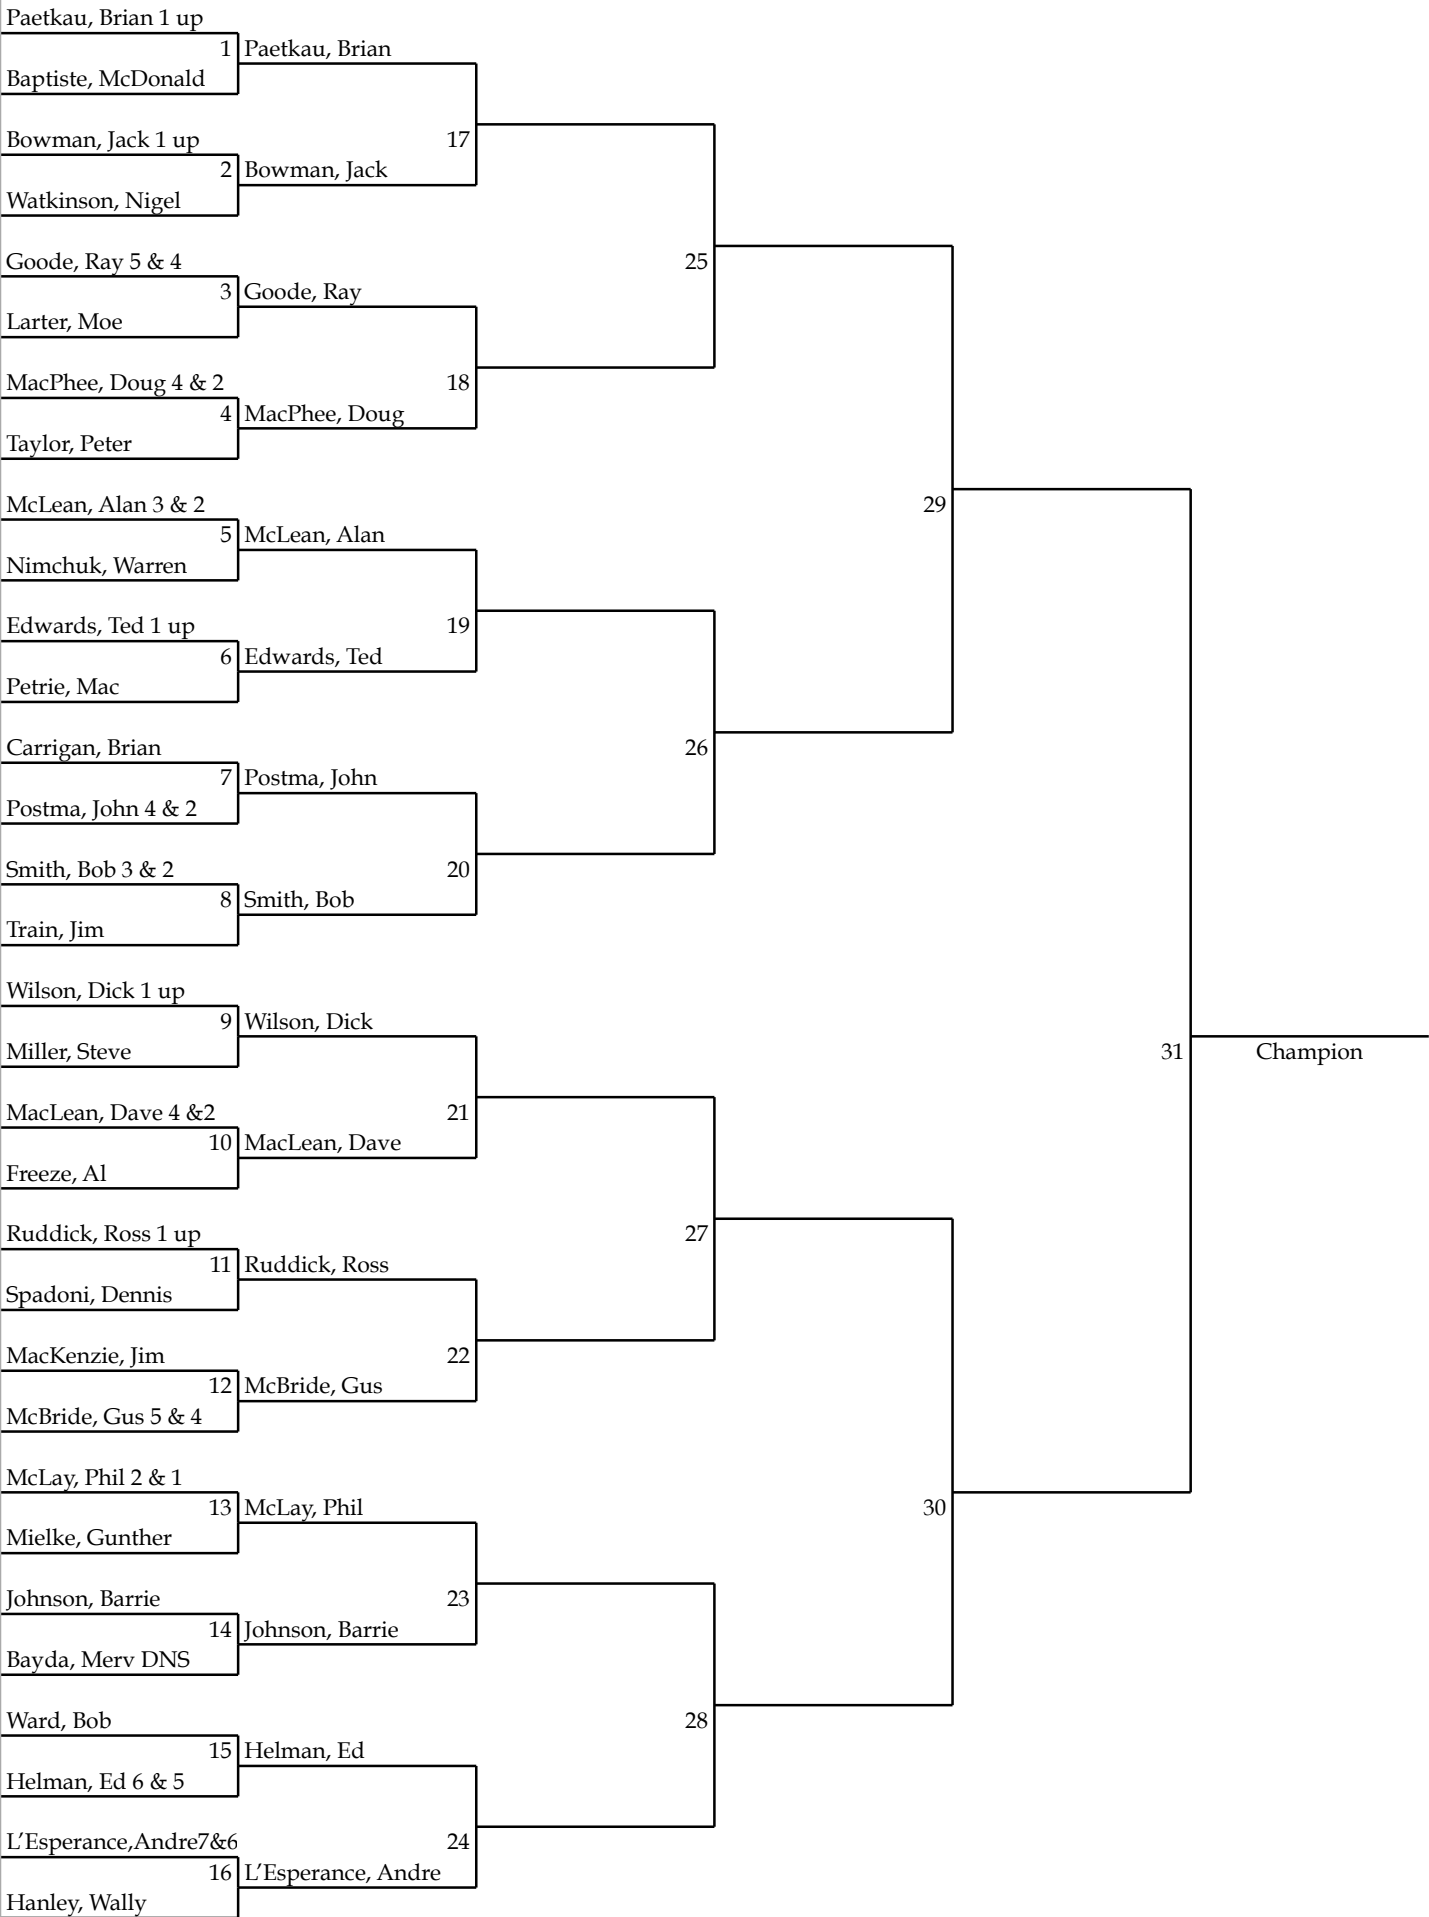 Paetkau, Brian 1 up
1 Paetkau, Brian
Baptiste, McDonald
Bowman, Jack 1 up
17
2 Bowman, Jack
Watkinson, Nigel
Goode, Ray 5 & 4
25
3 Goode, Ray
Larter, Moe
MacPhee, Doug 4 & 2
18
4 MacPhee, Doug
Taylor, Peter
McLean, Alan 3 & 2
29
5 McLean, Alan
Nimchuk, Warren
Edwards, Ted 1 up
19
6 Edwards, Ted
Petrie, Mac
Carrigan, Brian
26
7 Postma, John
Postma, John 4 & 2
Smith, Bob 3 & 2
20
8 Smith, Bob
Train, Jim
Wilson, Dick 1 up
9 Wilson, Dick
Miller, Steve
31
Champion
MacLean, Dave 4 &2
21
10 MacLean, Dave
Freeze, Al
Ruddick, Ross 1 up
27
11 Ruddick, Ross
Spadoni, Dennis
MacKenzie, Jim
22
12 McBride, Gus
McBride, Gus 5 & 4
McLay, Phil 2 & 1
13 McLay, Phil
30
Mielke, Gunther
Johnson, Barrie
23
14 Johnson, Barrie
Bayda, Merv DNS
Ward, Bob
28
15 Helman, Ed
Helman, Ed 6 & 5
L'Esperance,Andre7&6
24
16 L'Esperance, Andre
Hanley, Wally